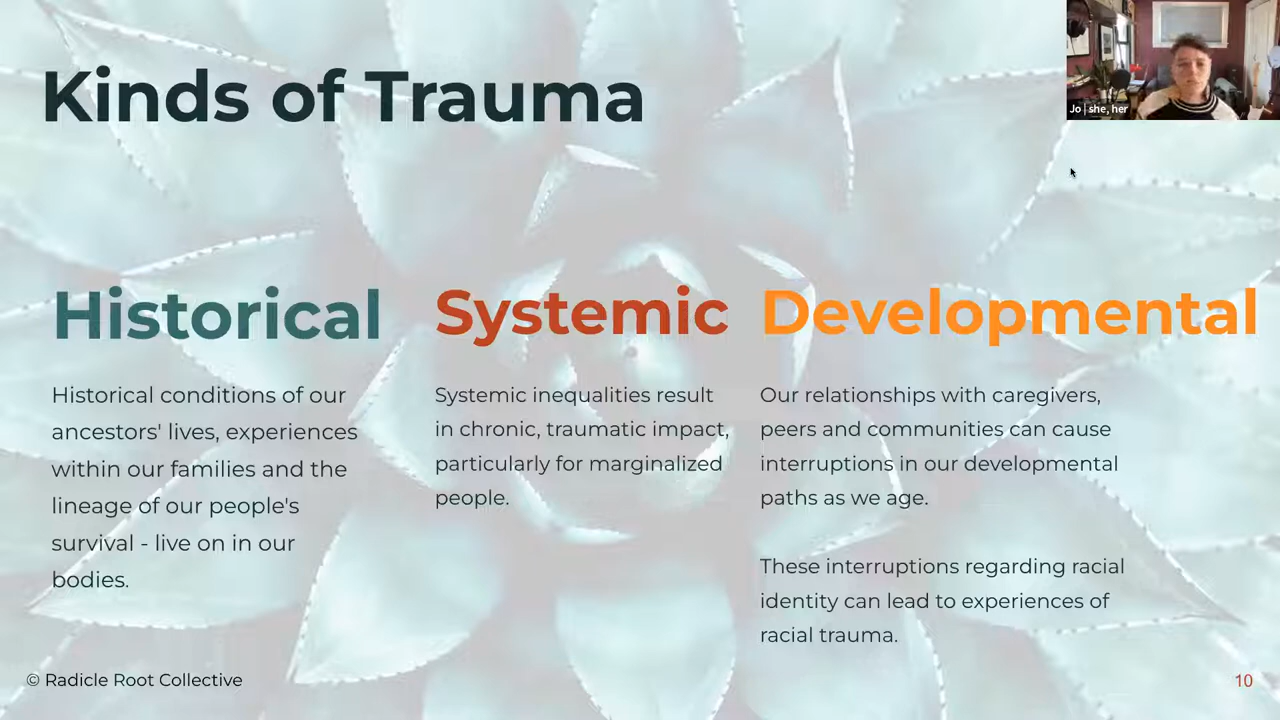 Kinds of Trauma
Jo | she, her
Historical
Historical conditions of our
ancestors' lives, experiences
within our families and the
lineage of our people's
survival - live on in our
bodies.
Systemic
Systemic inequalities result
in chronic, traumatic impact,
particularly for marginalized
people.
Developmental
Our relationships with caregivers,
peers and communities can cause
interruptions in our developmental
paths as we age.
These interruptions regarding racial
identity can lead to experiences of
racial trauma.
© Radicle Root Collective
10